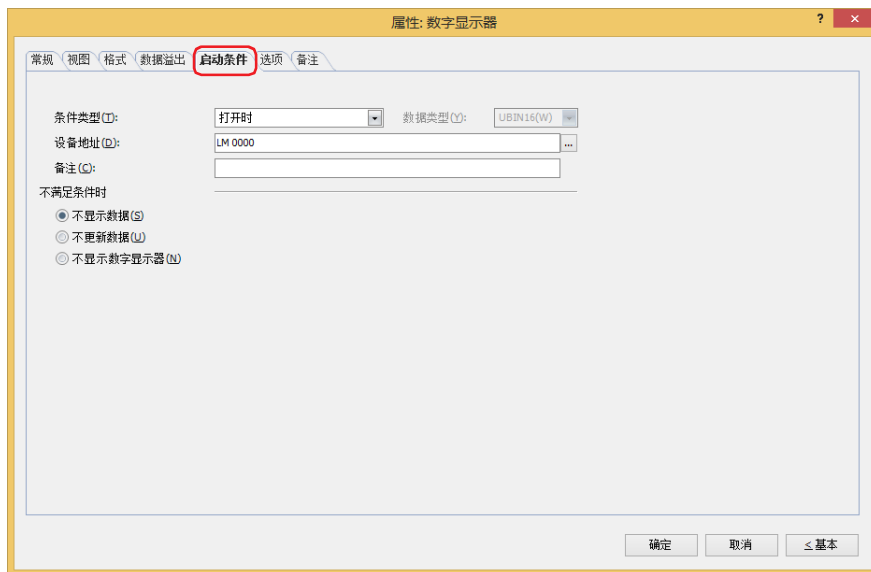 属性: 数字显示器
? ×
常规 视图 格式 数据溢出 启动条件 选项 备注
条件类型(T): 打开时 数据类型(Y): UBIN16(W)
设备地址(D): LM 0000 ...
备注(C):
不满足条件时
不显示数据(S)
不更新数据(U)
不显示数字显示器(N)
确定 取消 ≤基本